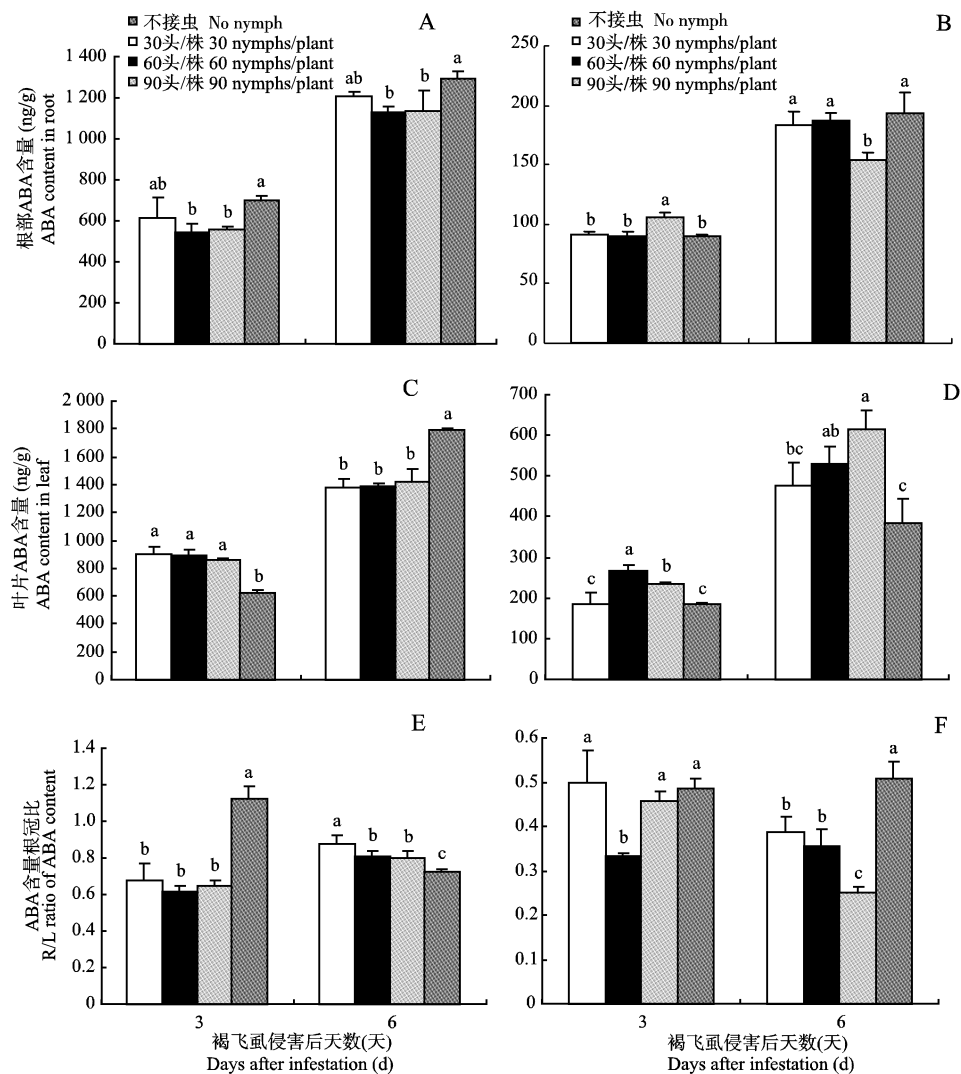 A
不接虫 No nymph
30头/株 30 nymphs/plant
60头/株 60 nymphs/plant
90头/株 90 nymphs/plant
根部ABA含量 (ng/g)
ABA content in root
1 400
1 200
1 000
800
600
400
200
0
ab
b
b
a
ab
b
b
a
B
不接虫 No nymph
30头/株 30 nymphs/plant
60头/株 60 nymphs/plant
90头/株 90 nymphs/plant
250
200
150
100
50
0
b
b
a
b
a
a
b
a
C
叶片ABA含量 (ng/g)
ABA content in leaf
2 000
1 800
1 600
1 400
1 200
1 000
800
600
400
200
0
a
a
a
b
b
b
b
a
D
700
600
500
400
300
200
100
0
c
a
b
c
bc
ab
a
c
E
ABA含量根冠比
R/L ratio of ABA content
1.4
1.2
1.0
0.8
0.6
0.4
0.2
0
b
b
b
a
a
b
b
c
3
6
褐飞虱侵害后天数(天)
Days after infestation (d)
F
0.6
0.5
0.4
0.3
0.2
0.1
0
a
b
a
a
b
b
c
a
3
6
褐飞虱侵害后天数(天)
Days after infestation (d)